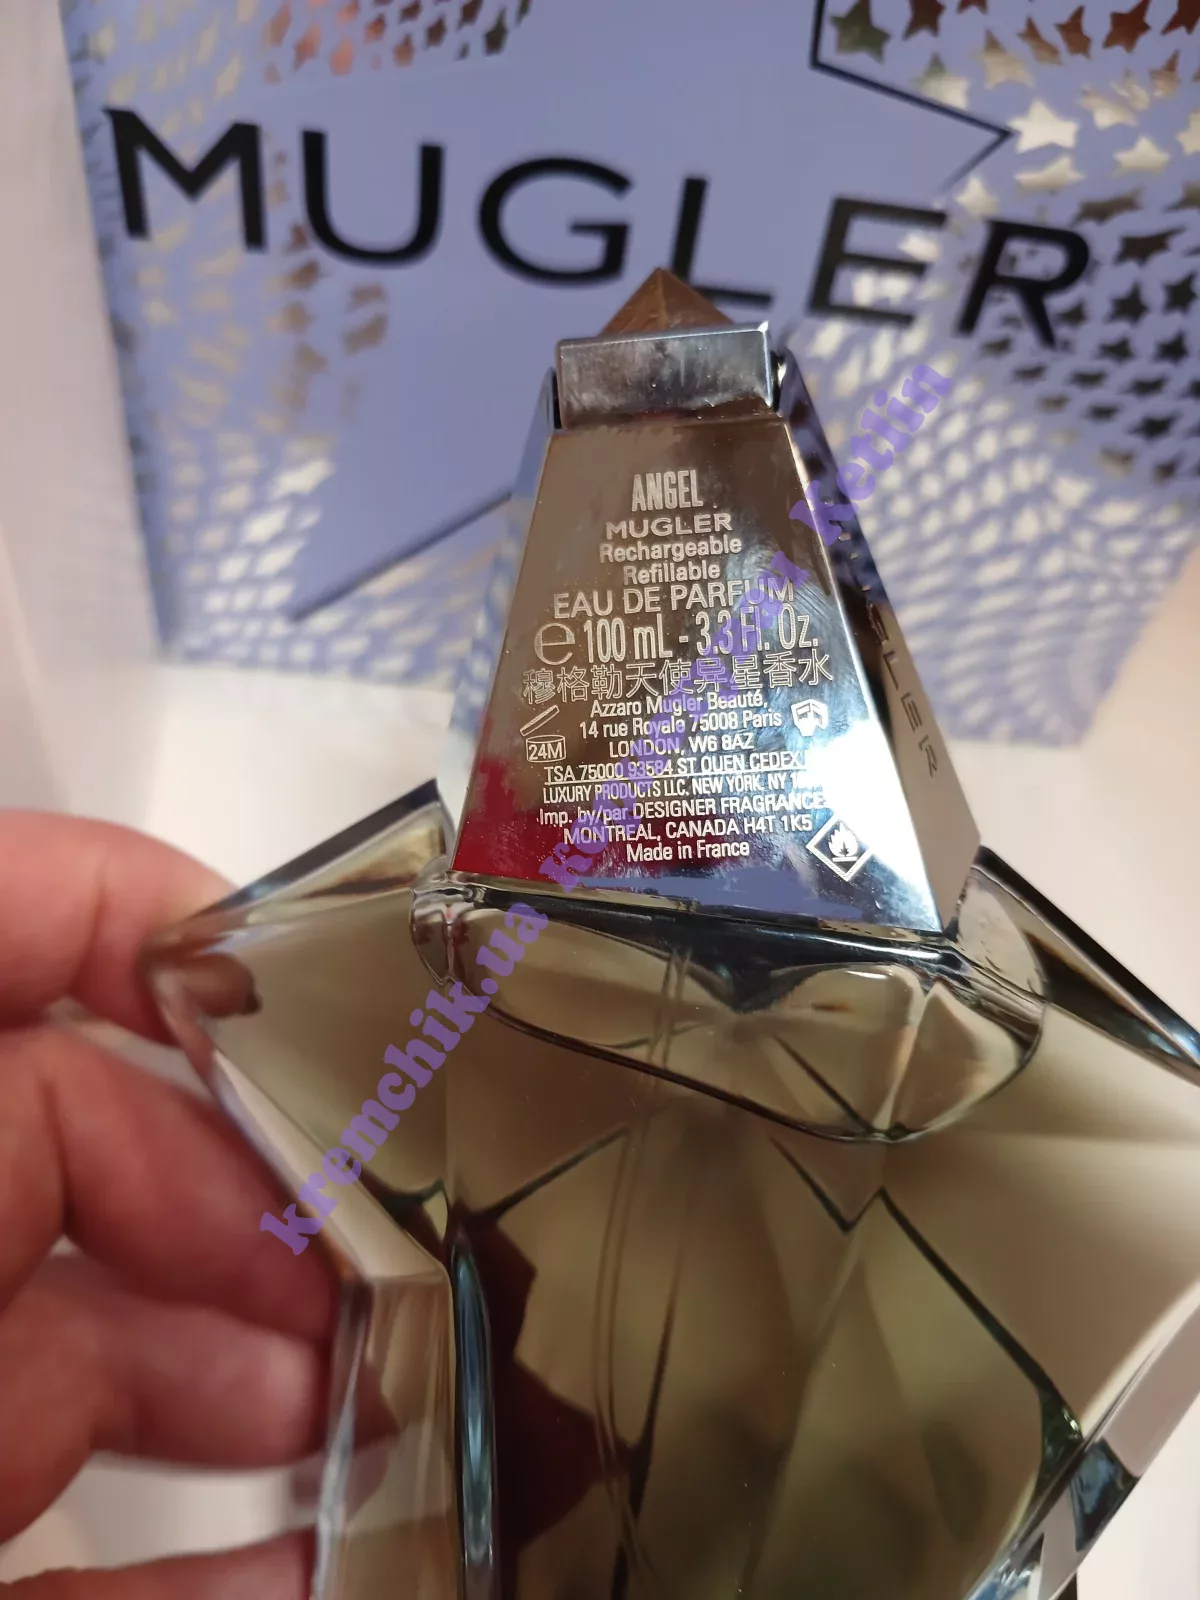 MUGLER
ANGEL
MUGLER
Rechargeable
Refillable
EAU DE PARFUM
e 100 mL - 3.3 Fl. Oz.
穆格勒天使异星香水
Azzaro Mugler Beauté,
14 rue Royale 75008 Paris
24M
LONDON, W6 8AZ
TSA 75000 93584 ST OUEN CEDEX
LUXURY PRODUCTS LLC. NEW YORK, NY
Imp. by/par DESIGNER FRAGRANCES
MONTREAL, CANADA H4T 1K5
Made in France
MUGLER
kremchik.ua
Ketlin